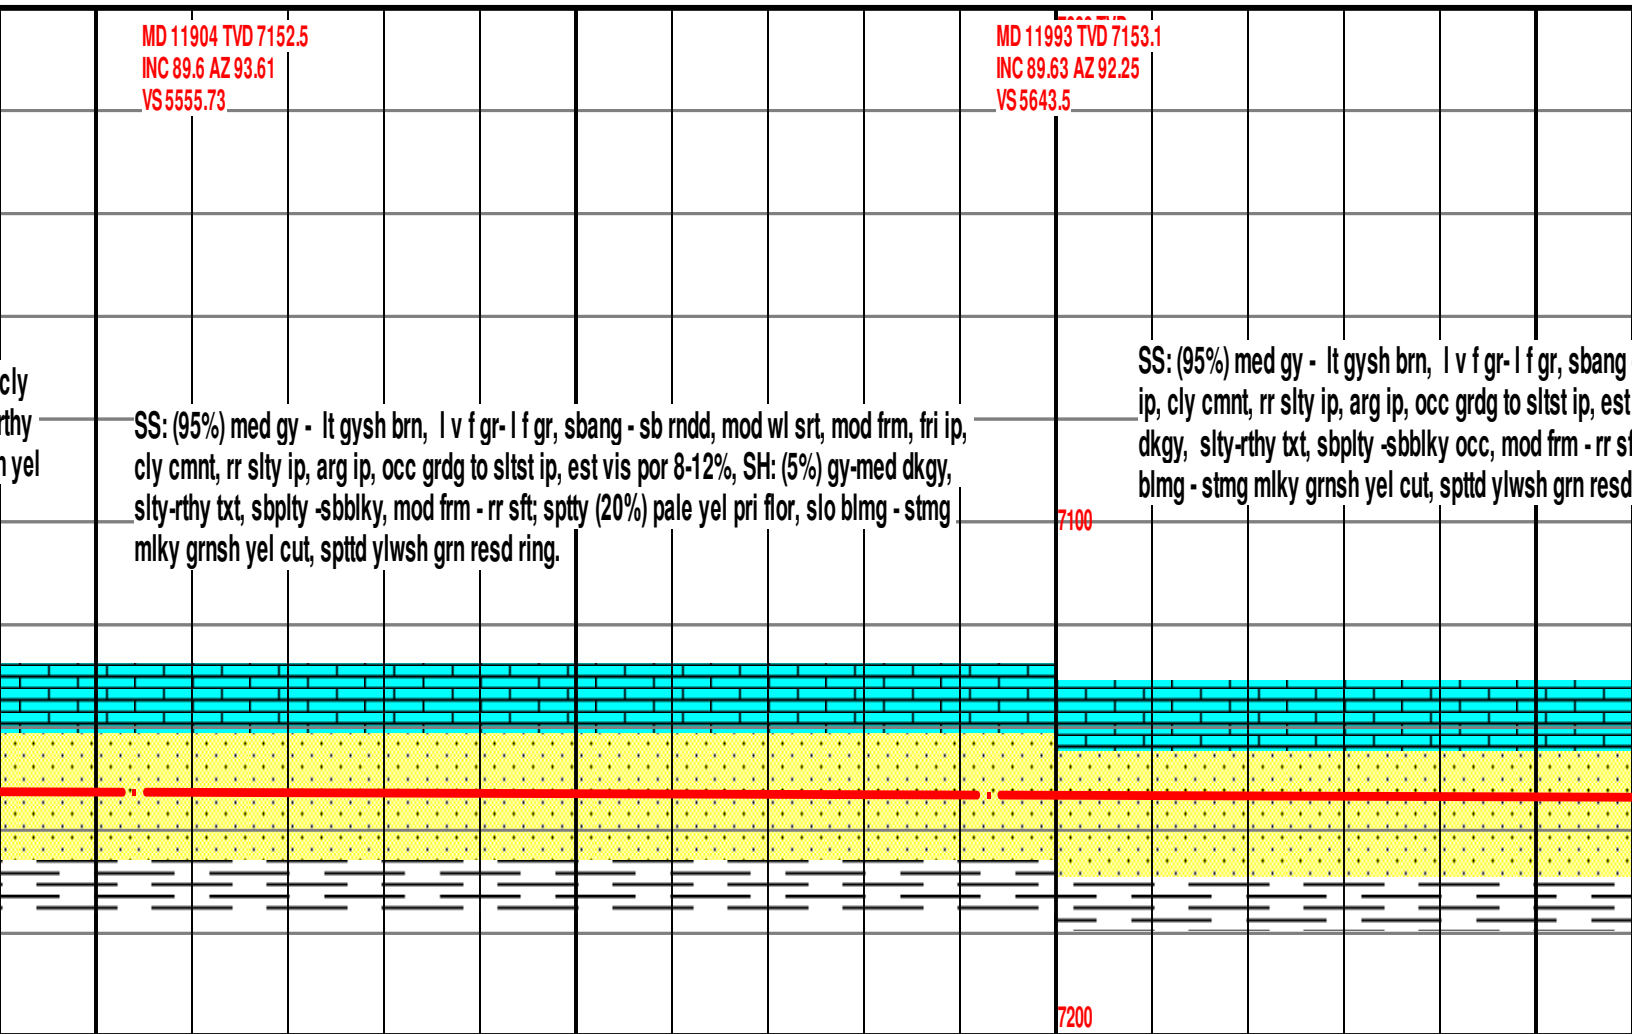 MD 11904 TVD 7152.5
INC 89.6 AZ 93.61
VS 5555.73
MD 11993 TVD 7153.1
INC 89.63 AZ 92.25
VS 5643.5
cly
rthy
yel
SS: (95%) med gy - lt gysh brn, l v f gr- l f gr, sbang - sb rndd, mod wl srt, mod frm, fri ip,
cly cmnt, rr slty ip, arg ip, occ grdg to sltst ip, est vis por 8-12%, SH: (5%) gy-med dkgy,
slty-rthy txt, sbplty -sbblky, mod frm - rr sft; sptty (20%) pale yel pri flor, slo blmg - stmg
mlky grnsh yel cut, spttd ylwsh grn resd ring.
SS: (95%) med gy - lt gysh brn, l v f gr- l f gr, sbang
ip, cly cmnt, rr slty ip, arg ip, occ grdg to sltst ip, est
dkgy, slty-rthy txt, sbplty -sbblky occ, mod frm - rr sf
blmg - stmg mlky grnsh yel cut, spttd ylwsh grn resd
7100
7200